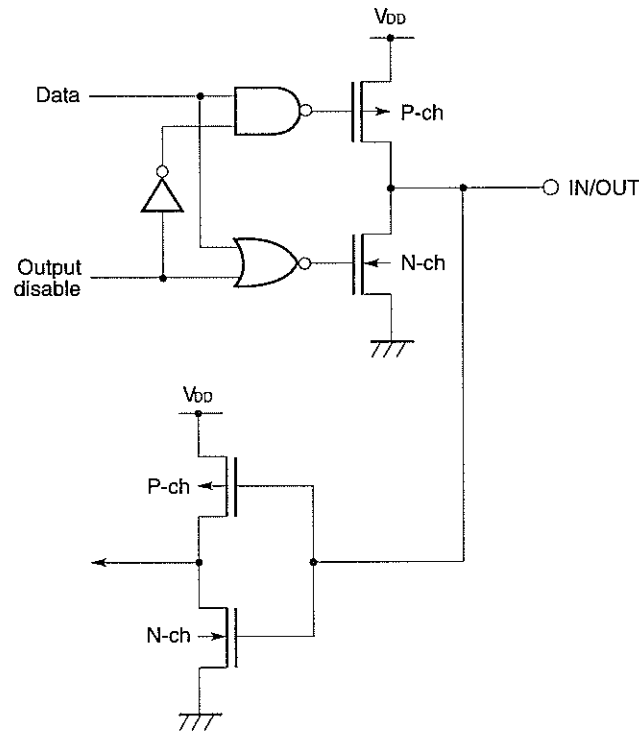 VDD
Data
P-ch
IN/OUT
Output
disable
N-ch
VDD
P-ch
N-ch